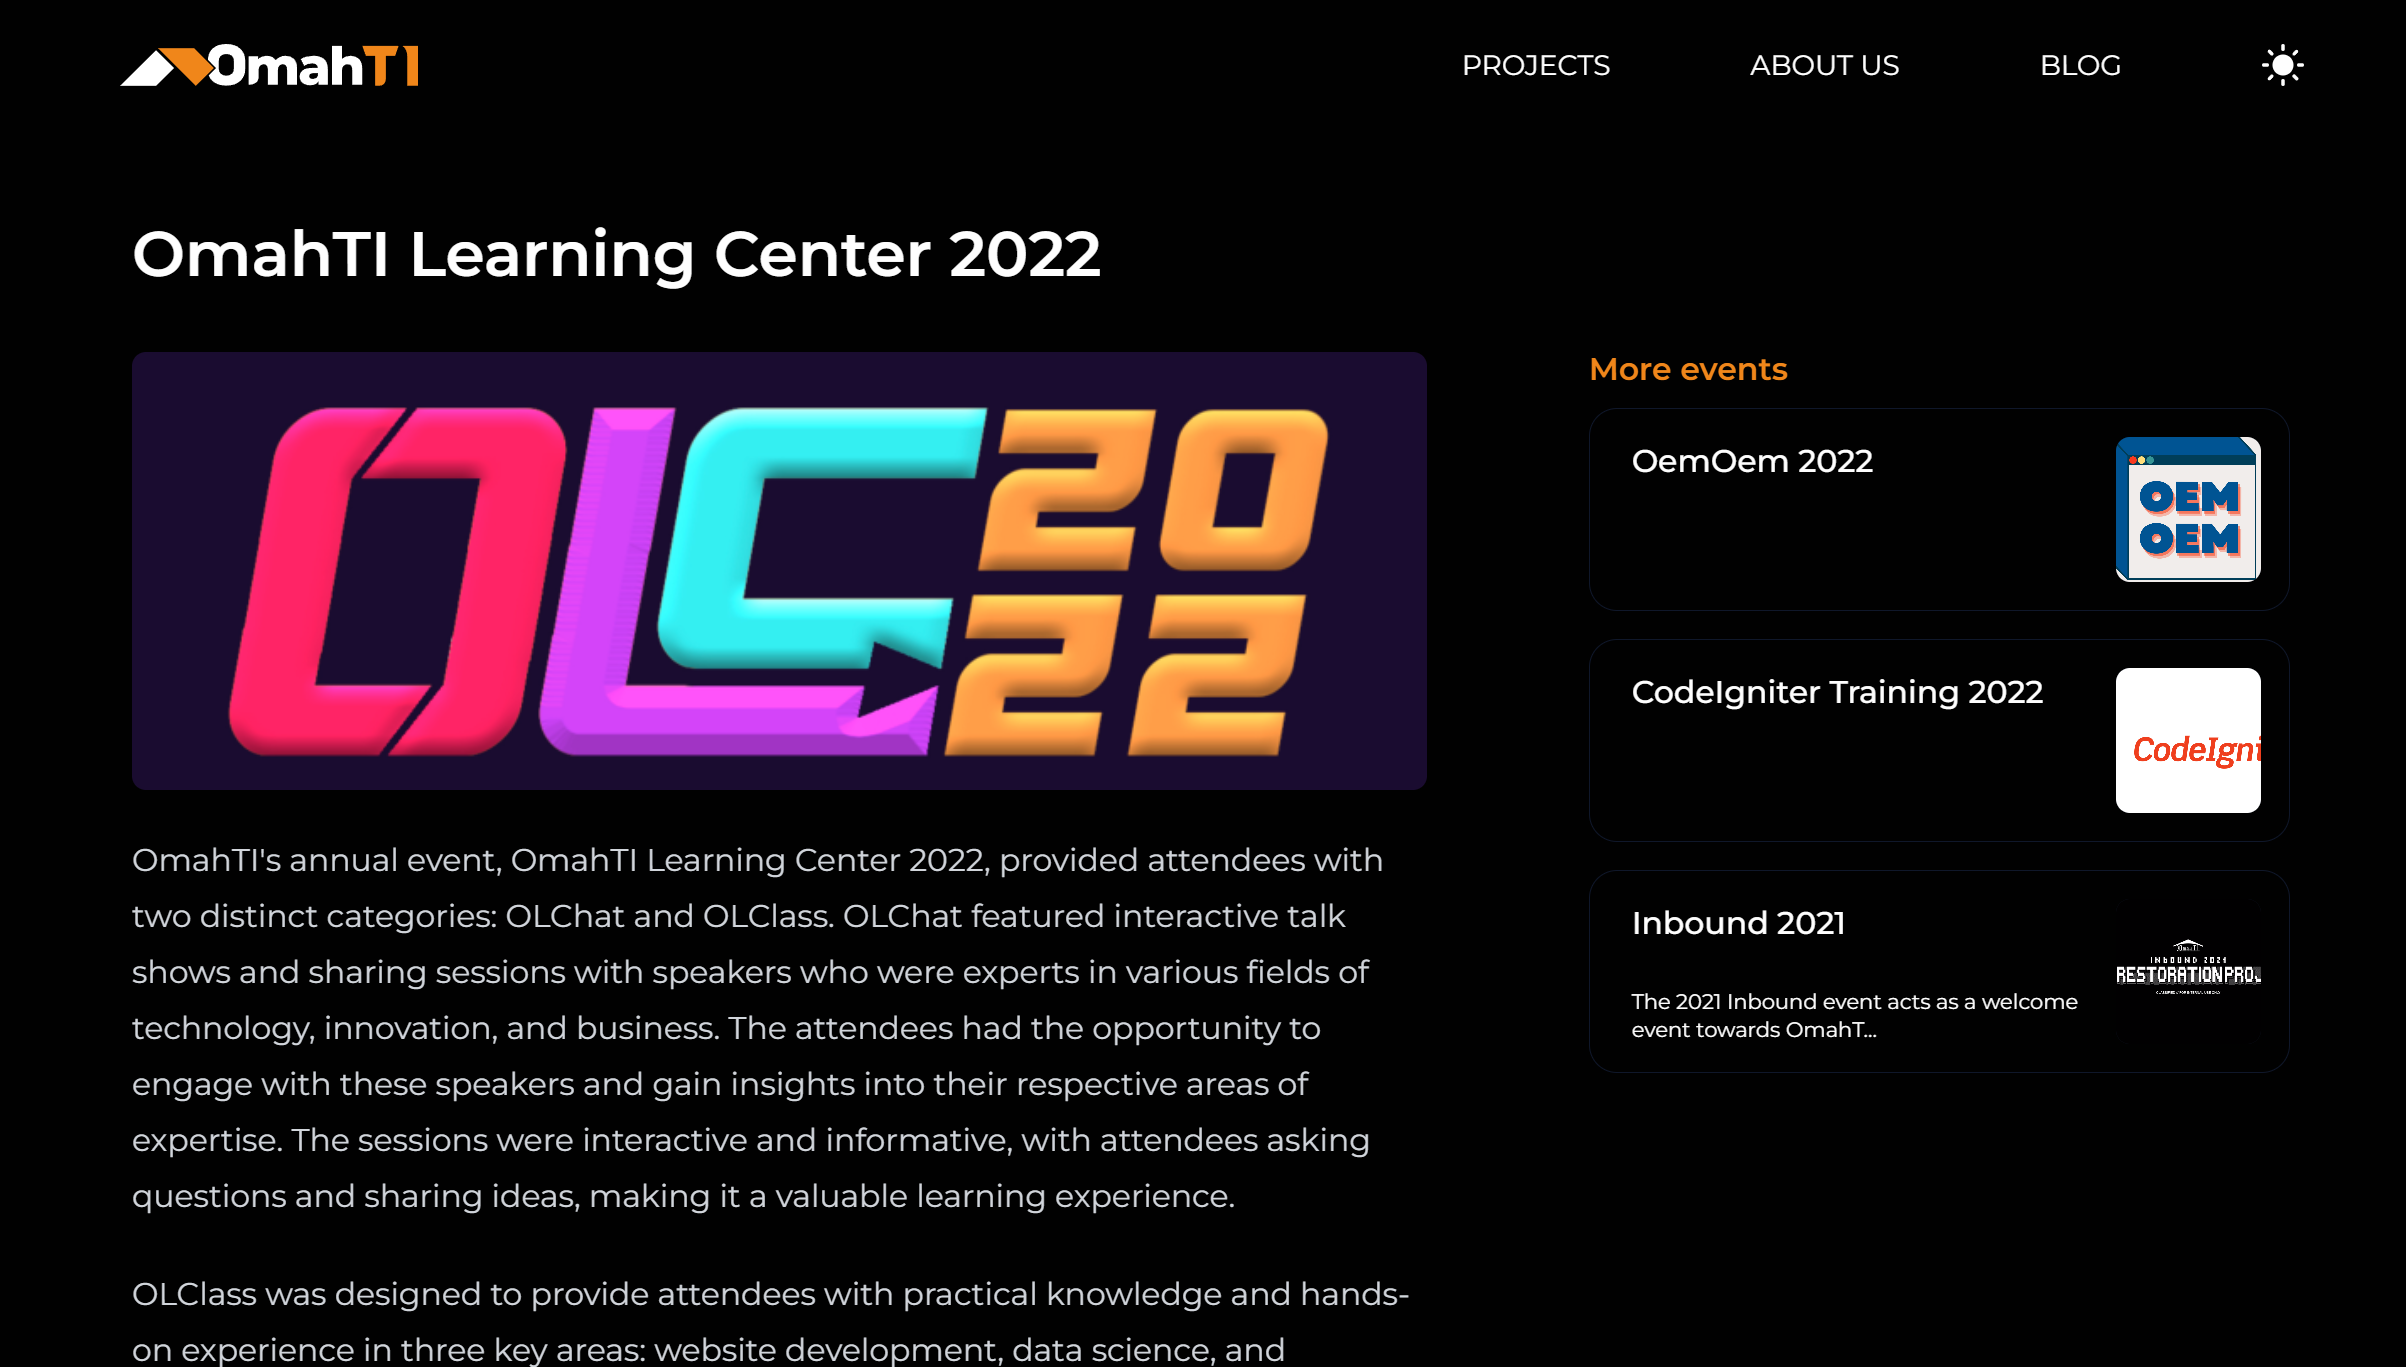 OmahTI
PROJECTS
ABOUT US
BLOG
OmahTI Learning Center 2022
OLC 20
22
OmahTI's annual event, OmahTI Learning Center 2022, provided attendees with
two distinct categories: OLChat and OLClass. OLChat featured interactive talk
shows and sharing sessions with speakers who were experts in various fields of
technology, innovation, and business. The attendees had the opportunity to
engage with these speakers and gain insights into their respective areas of
expertise. The sessions were interactive and informative, with attendees asking
questions and sharing ideas, making it a valuable learning experience.
OLClass was designed to provide attendees with practical knowledge and hands-
on experience in three key areas: website development, data science, and
More events
OemOem 2022
OEM
OEM
CodeIgniter Training 2022
CodeIgni
Inbound 2021
The 2021 Inbound event acts as a welcome
event towards OmahT...
INBOUND 2021
RESTORATION PROJ